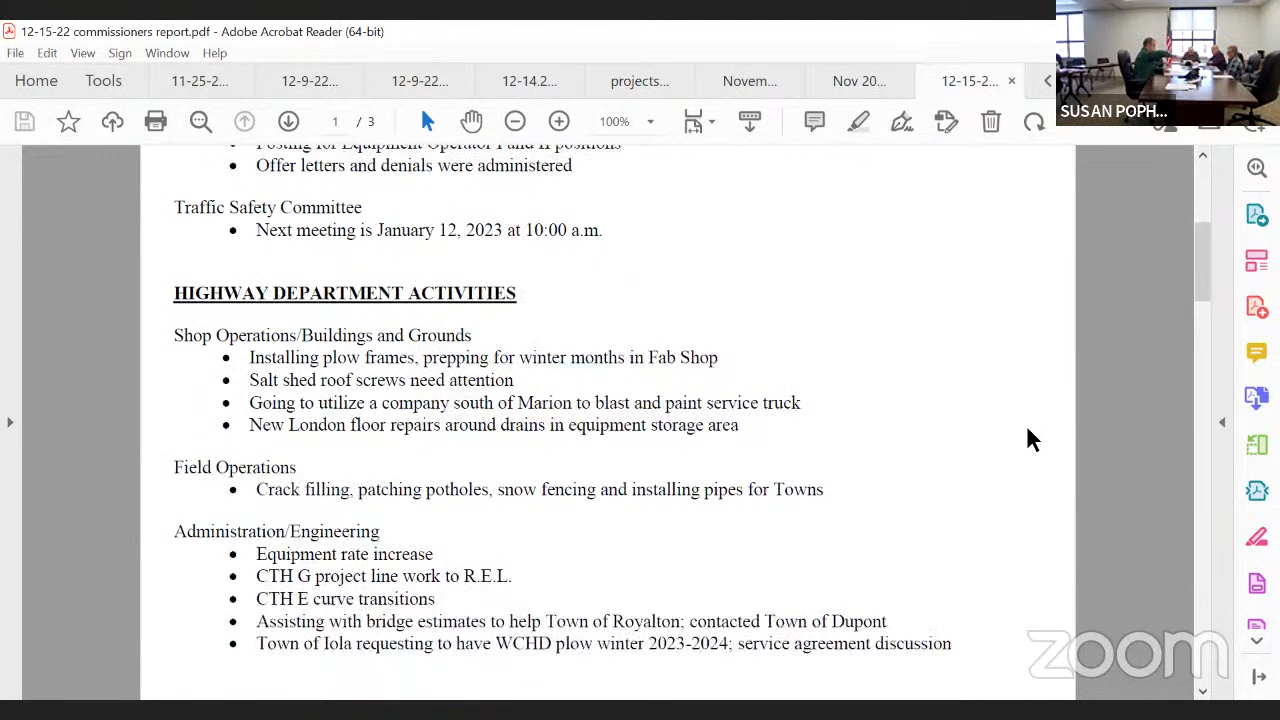 12-15-22 commissioners report.pdf - Adobe Acrobat Reader (64-bit)
File Edit View Sign Window Help
Home Tools 11-25-2... 12-9-22... 12-9-22... 12-14.2... projects... Novem... Nov 20... 12-15-2... ×
1 / 3 100%
SUSAN POPH...
Posting for Equipment Operator I and II positions
• Offer letters and denials were administered
Traffic Safety Committee
• Next meeting is January 12, 2023 at 10:00 a.m.
HIGHWAY DEPARTMENT ACTIVITIES
Shop Operations/Buildings and Grounds
• Installing plow frames, prepping for winter months in Fab Shop
• Salt shed roof screws need attention
• Going to utilize a company south of Marion to blast and paint service truck
• New London floor repairs around drains in equipment storage area
Field Operations
• Crack filling, patching potholes, snow fencing and installing pipes for Towns
Administration/Engineering
• Equipment rate increase
• CTH G project line work to R.E.L.
• CTH E curve transitions
• Assisting with bridge estimates to help Town of Royalton; contacted Town of Dupont
• Town of Iola requesting to have WCHD plow winter 2023-2024; service agreement discussion
zoom